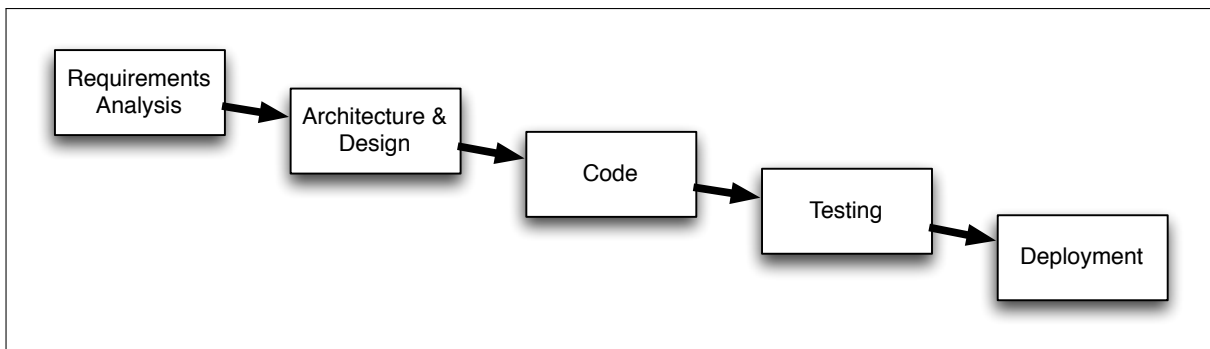 Requirements
Analysis
Architecture &
Design
Code
Testing
Deployment